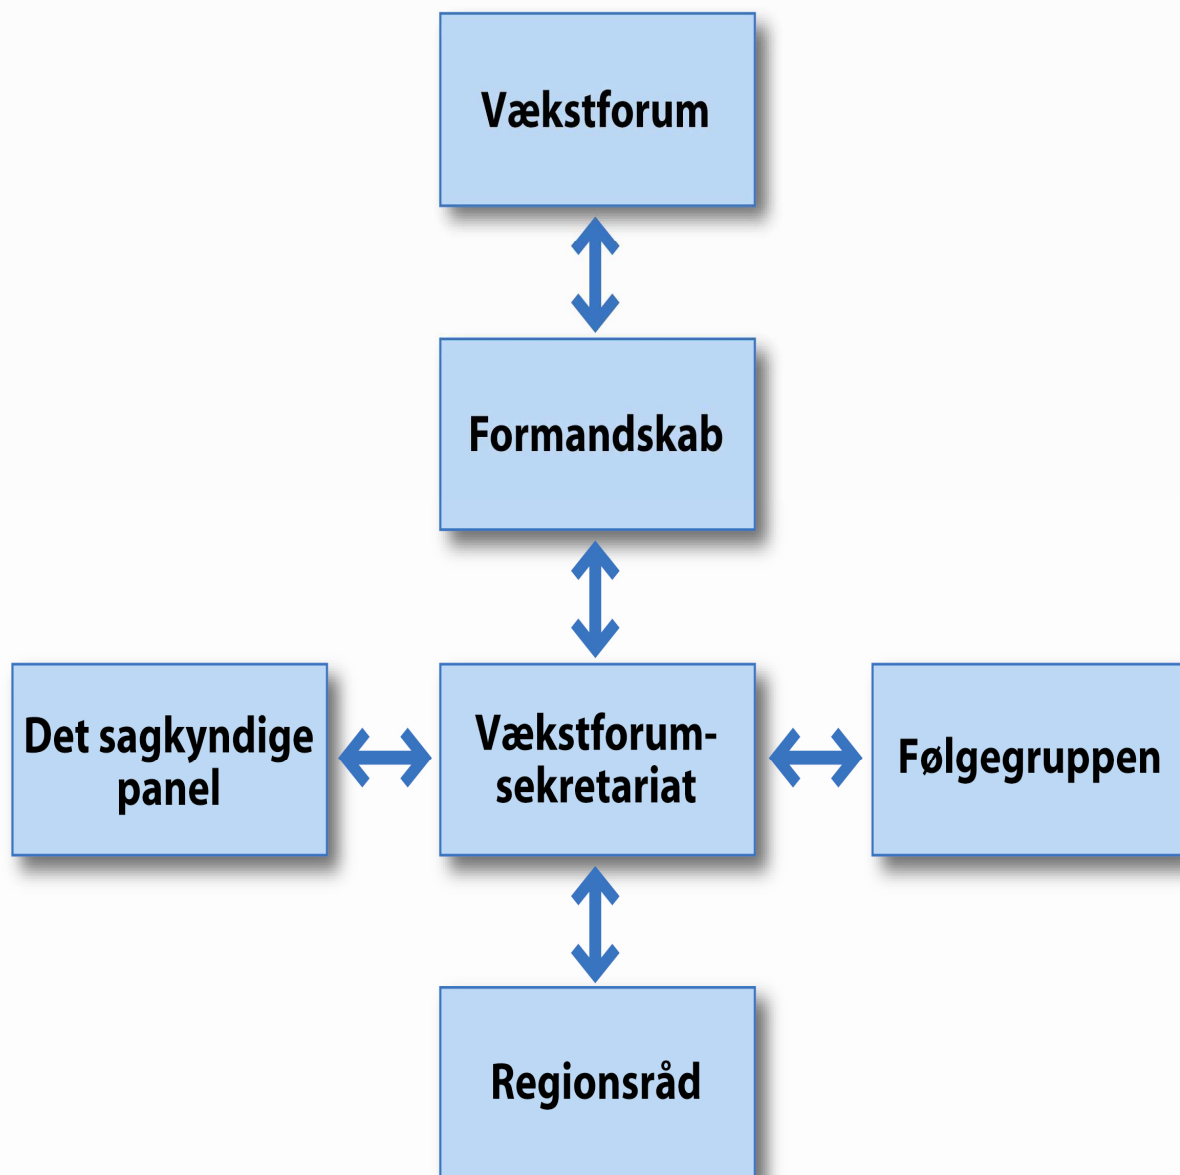 Vækstforum
Formandskab
Det sagkyndige
panel
Vækstforum-
sekretariat
Følgegruppen
Regionsråd